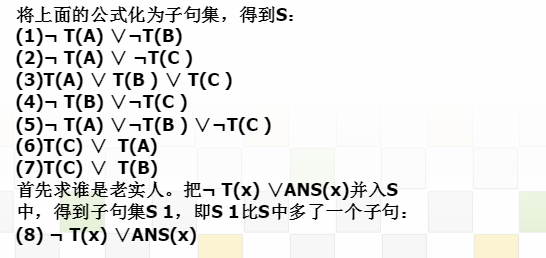 将上面的公式化为子句集，得到S：
(1)¬ T(A) ∨¬T(B)
(2)¬ T(A) ∨ ¬T(C )
(3)T(A) ∨ T(B ) ∨ T(C )
(4)¬ T(B) ∨¬T(C )
(5)¬ T(A) ∨¬T(B ) ∨¬T(C )
(6)T(C) ∨ T(A)
(7)T(C) ∨ T(B)
首先求谁是老实人。把¬ T(x) ∨ANS(x)并入S
中，得到子句集S 1，即S 1比S中多了一个子句：
(8) ¬ T(x) ∨ANS(x)